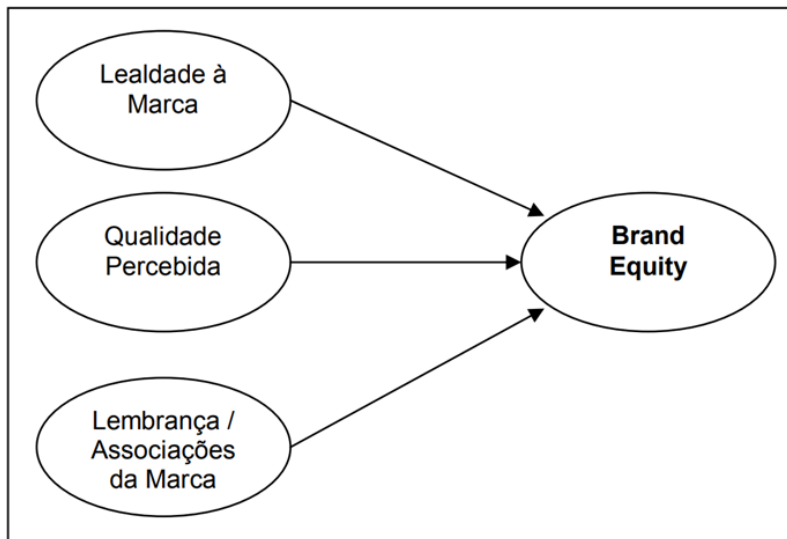 Lealdade à
Marca
Qualidade
Percebida
Brand
Equity
Lembrança /
Associações
da Marca